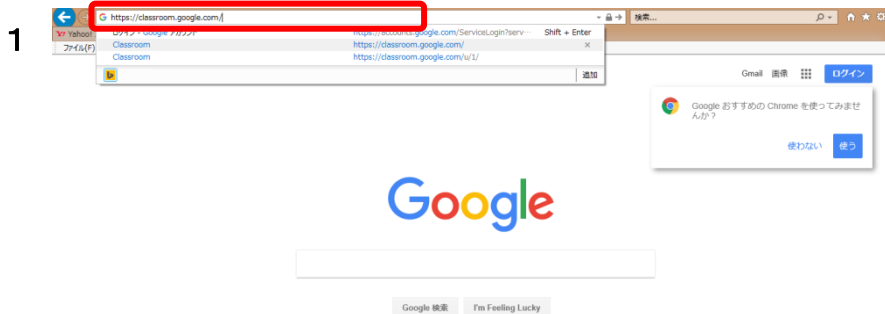 1
https://classroom.google.com/
検索...
Yahoo!
ログイン - Google アカウント https://accounts.google.com/ServiceLogin?serv... Shift + Enter
ファイル(F)
Classroom https://classroom.google.com/
Classroom https://classroom.google.com/u/1/
追加
Gmail 画像 ログイン
Google おすすめの Chrome を使ってみませ
んか？
使わない 使う
Google
Google 検索 I'm Feeling Lucky